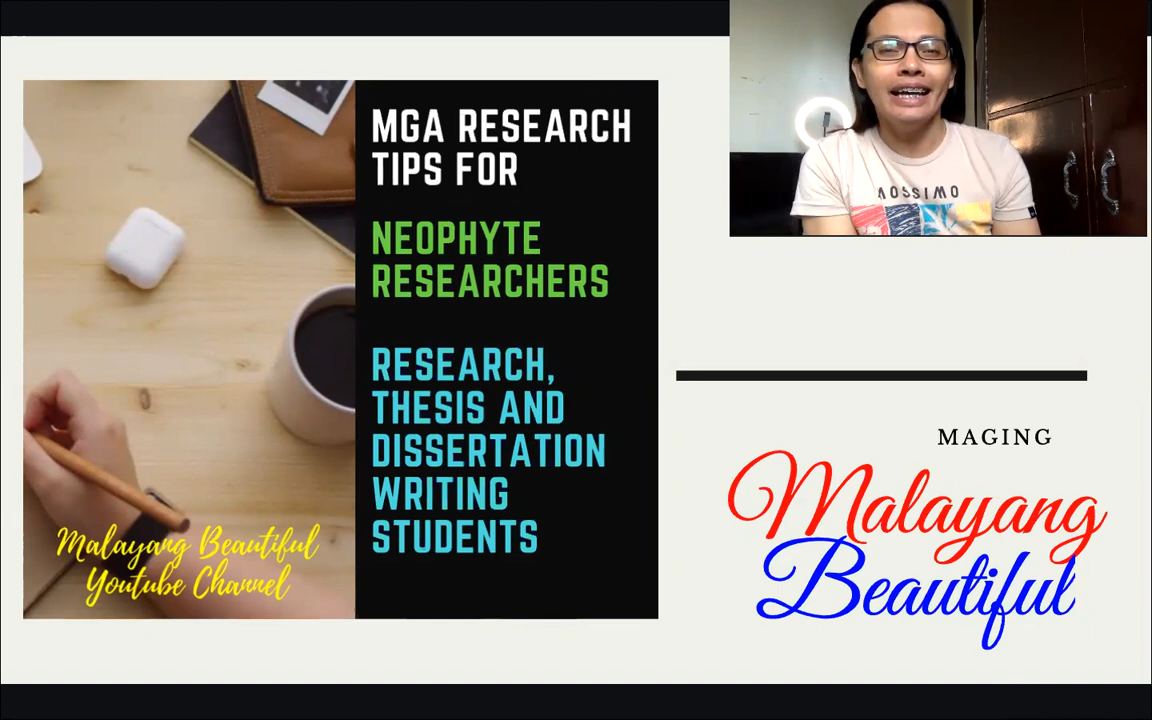 MGA RESEARCH
TIPS FOR
NEOPHYTE
RESEARCHERS
RESEARCH,
THESIS AND
DISSERTATION
WRITING
STUDENTS
Malayang Beautiful
Youtube Channel
MOSSIMO
MAGING
Malayang
Beautiful